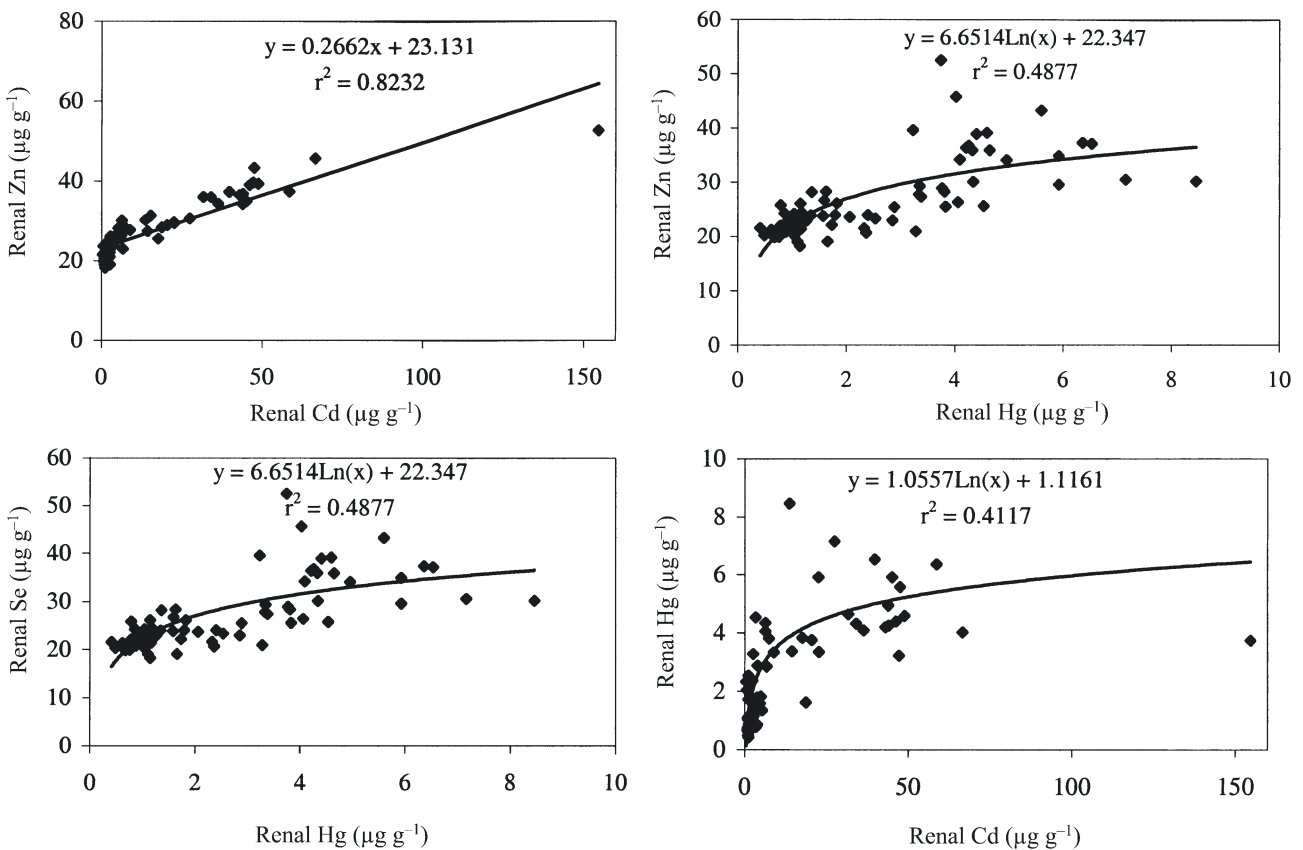 y = 0.2662x + 23.131
r² = 0.8232
Renal Zn (µg g⁻¹)
80
60
40
20
0
0 50 100 150
Renal Cd (µg g⁻¹)
y = 6.6514Ln(x) + 22.347
r² = 0.4877
Renal Zn (µg g⁻¹)
60
50
40
30
20
10
0
0 2 4 6 8 10
Renal Hg (µg g⁻¹)
y = 6.6514Ln(x) + 22.347
r² = 0.4877
Renal Se (µg g⁻¹)
60
50
40
30
20
10
0
0 2 4 6 8 10
Renal Hg (µg g⁻¹)
y = 1.0557Ln(x) + 1.1161
r² = 0.4117
Renal Hg (µg g⁻¹)
10
8
6
4
2
0
0 50 100 150
Renal Cd (µg g⁻¹)